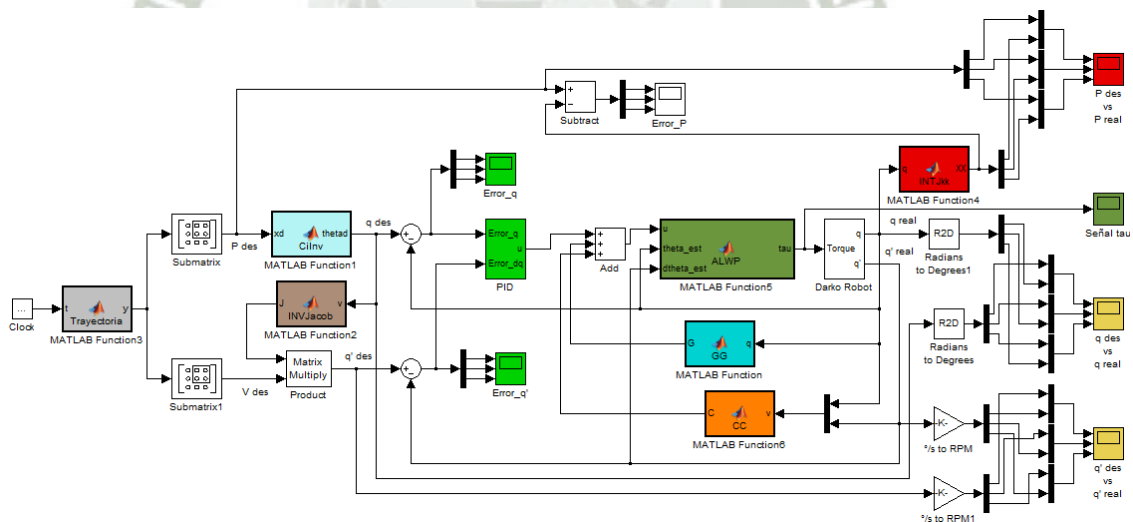 P des
vs
P real
+
−
Subtract
Error_P
q
INTJkk
XX
MATLAB Function4
Error_q
Señal tau
xd
CiInv
thetad
MATLAB Function1
q des
P des
Submatrix
Error_q
u
Error_dq
PID
+
+
+
Add
u
theta_est
dtheta_est
ALWP
tau
MATLAB Function5
Torque
q
q'
Darko Robot
q real
q' real
R2D
Radians
to Degrees1
...
Clock
t
Trayectoria
y
MATLAB Function3
J
INVJacob
v
MATLAB Function2
R2D
Radians
to Degrees
q des
vs
q real
G
GG
q
MATLAB Function
Submatrix1
V des
Matrix
Multiply
Product
q' des
Error_q'
C
CC
v
MATLAB Function6
-K-
°/s to RPM
-K-
°/s to RPM1
q' des
vs
q' real